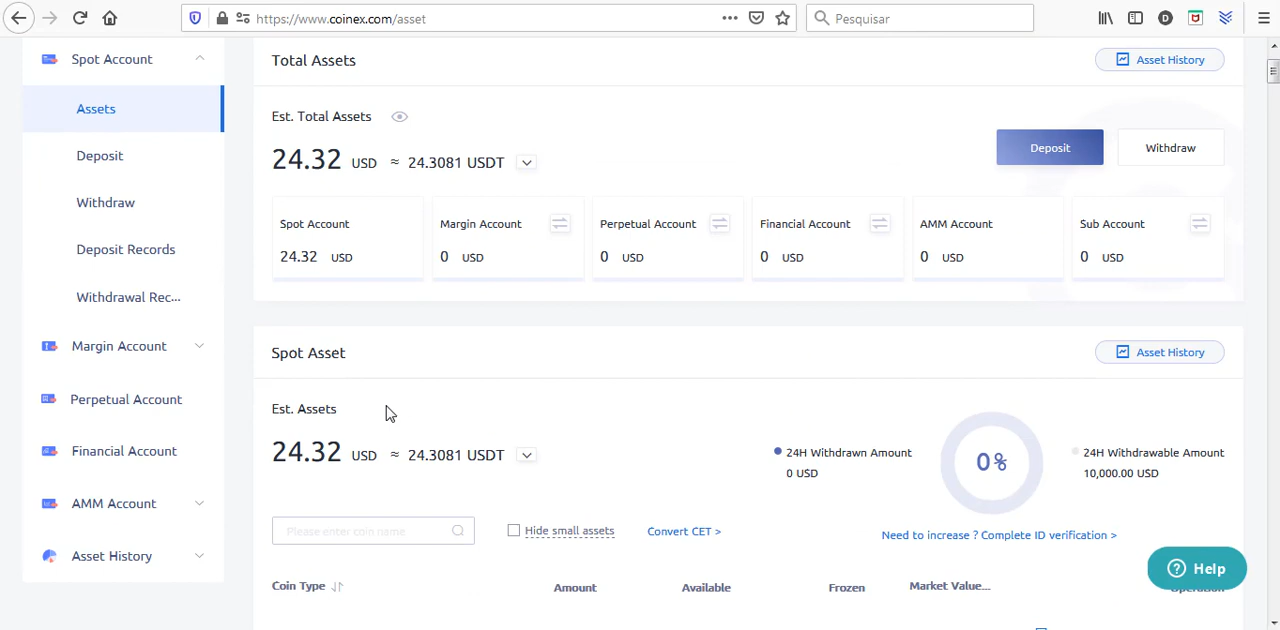 https://www.coinex.com/asset
Pesquisar
Spot Account
Assets
Deposit
Withdraw
Deposit Records
Withdrawal Rec...
Margin Account
Perpetual Account
Financial Account
AMM Account
Asset History
Total Assets
Asset History
Est. Total Assets
24.32 USD ≈ 24.3081 USDT
Deposit
Withdraw
Spot Account
24.32 USD
Margin Account
0 USD
Perpetual Account
0 USD
Financial Account
0 USD
AMM Account
0 USD
Sub Account
0 USD
Spot Asset
Asset History
Est. Assets
24.32 USD ≈ 24.3081 USDT
24H Withdrawn Amount
0 USD
0%
24H Withdrawable Amount
10,000.00 USD
Please enter coin name
Hide small assets
Convert CET >
Need to increase ? Complete ID verification >
Help
Coin Type
Amount
Available
Frozen
Market Value...
Operation